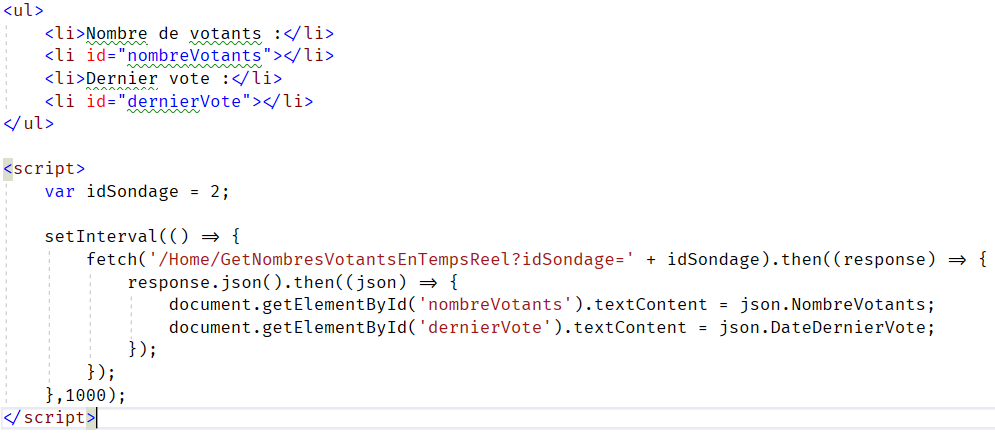 <ul>
    <li>Nombre de votants :</li>
    <li id="nombreVotants"></li>
    <li>Dernier vote :</li>
    <li id="dernierVote"></li>
</ul>

<script>
    var idSondage = 2;

    setInterval(() => {
        fetch('/Home/GetNombresVotantsEnTempsReel?idSondage=' + idSondage).then((response) => {
            response.json().then((json) => {
                document.getElementById('nombreVotants').textContent = json.NombreVotants;
                document.getElementById('dernierVote').textContent = json.DateDernierVote;
            });
        });
    },1000);
</script>